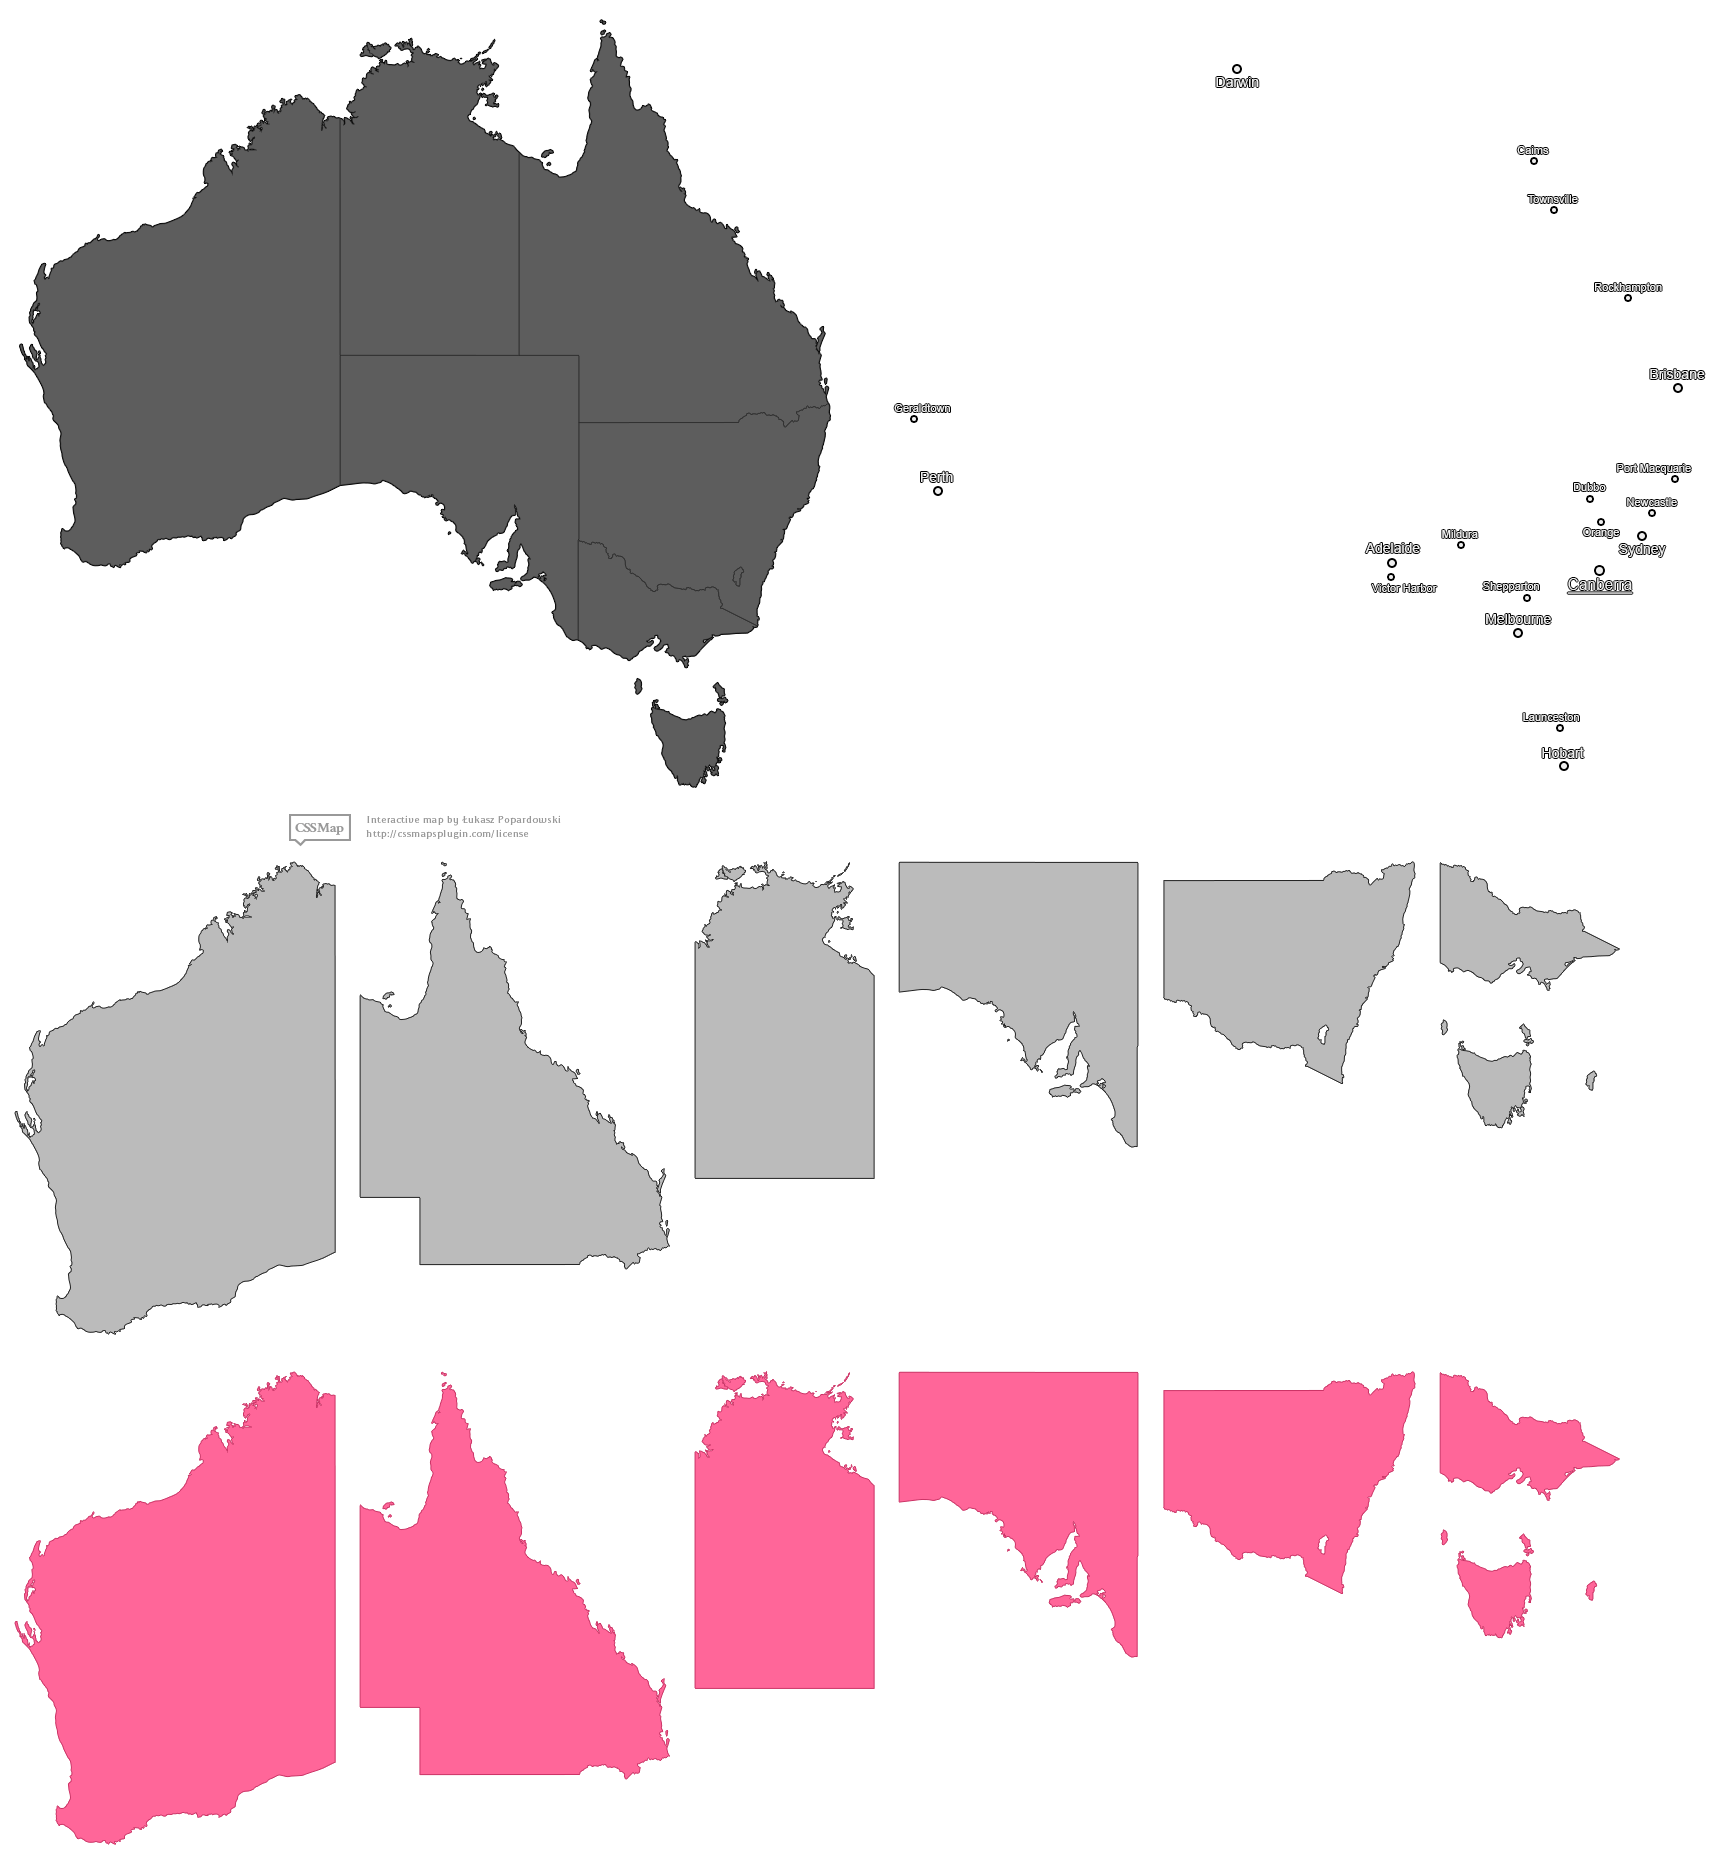 Darwin
Cairns
Townsville
Rockhampton
Brisbane
Geraldtown
Perth
Port Macquarie
Dubbo
Newcastle
Orange
Sydney
Mildura
Adelaide
Victor Harbor
Canberra
Shepparton
Melbourne
Launceston
Hobart
CSSMap
Interactive map by Łukasz Popardowski
http://cssmapsplugin.com/license